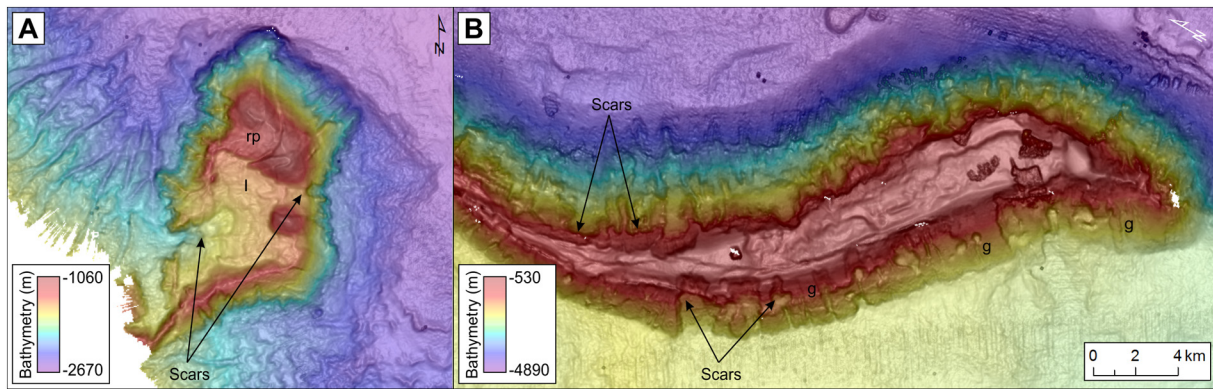 A
N
rp
l
Scars
Bathymetry (m)
-1060
-2670
B
N
Scars
g
g
g
Scars
Bathymetry (m)
-530
-4890
0 2 4 km